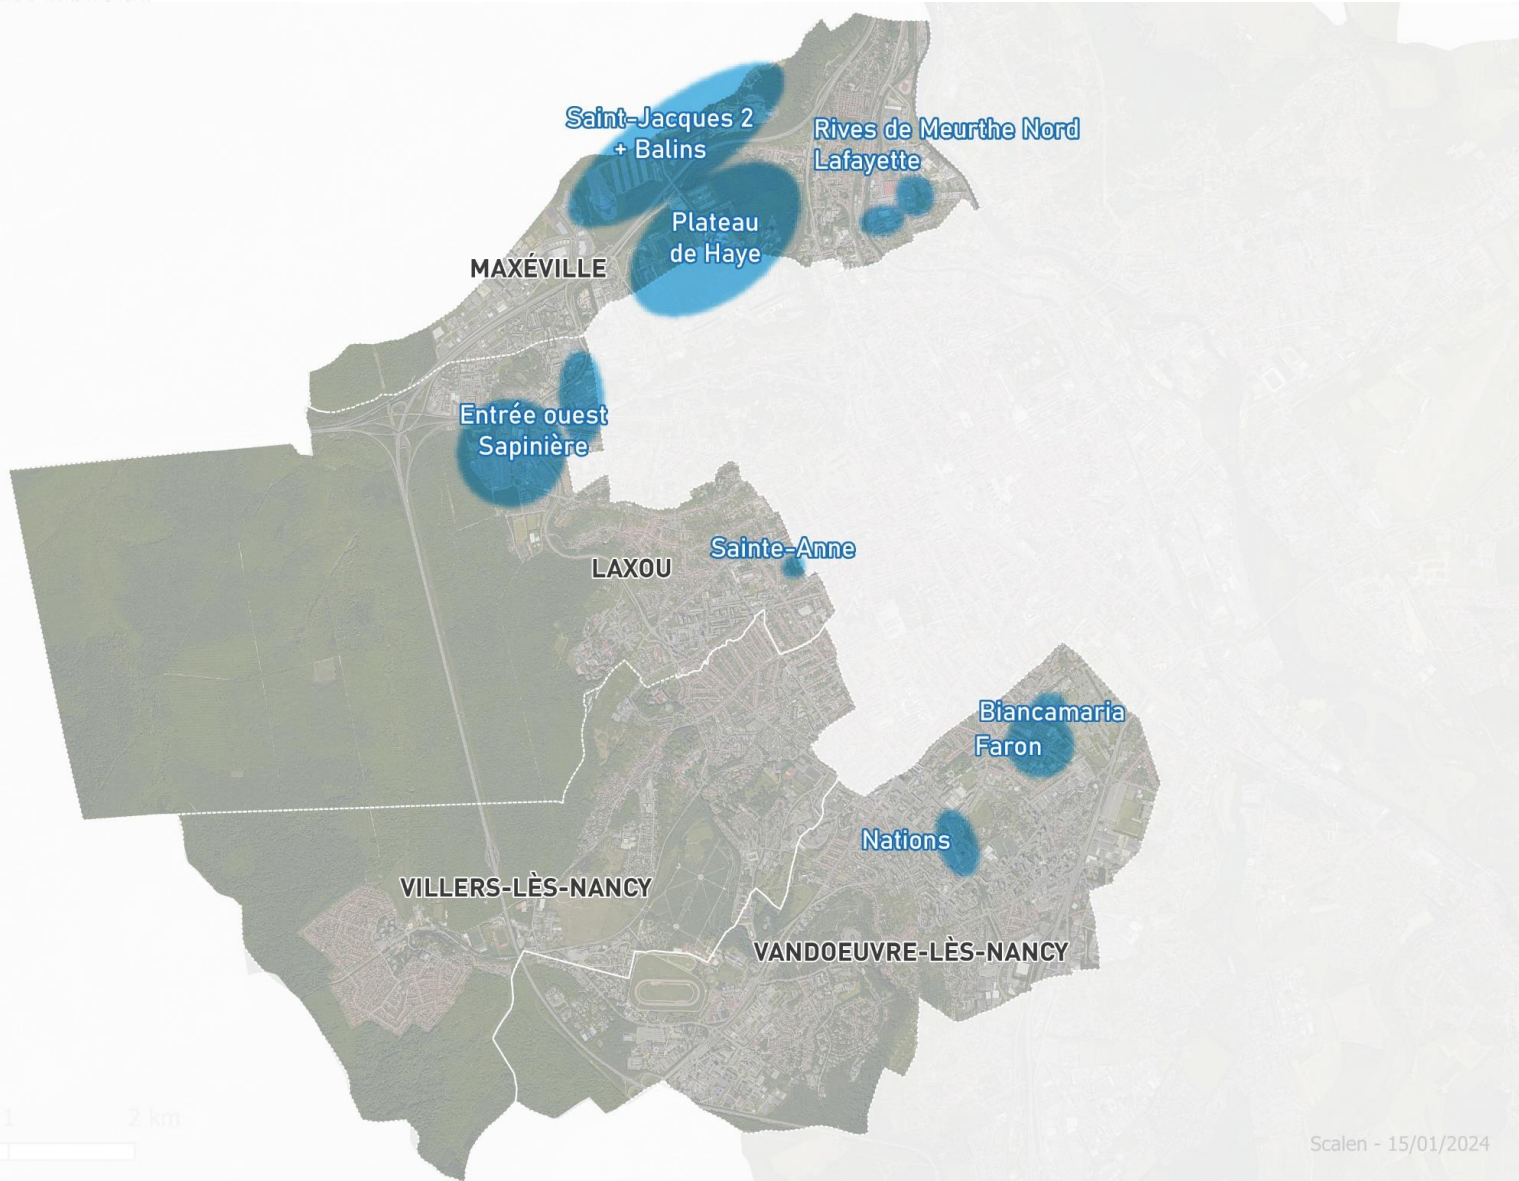 Saint-Jacques 2
+ Balins
Rives de Meurthe Nord
Lafayette
Plateau
de Haye
MAXÉVILLE
Entrée ouest
Sapinière
Sainte-Anne
LAXOU
Biancamaria
Faron
Nations
VILLERS-LÈS-NANCY
VANDOEUVRE-LÈS-NANCY
1 2 km
Scalen - 15/01/2024